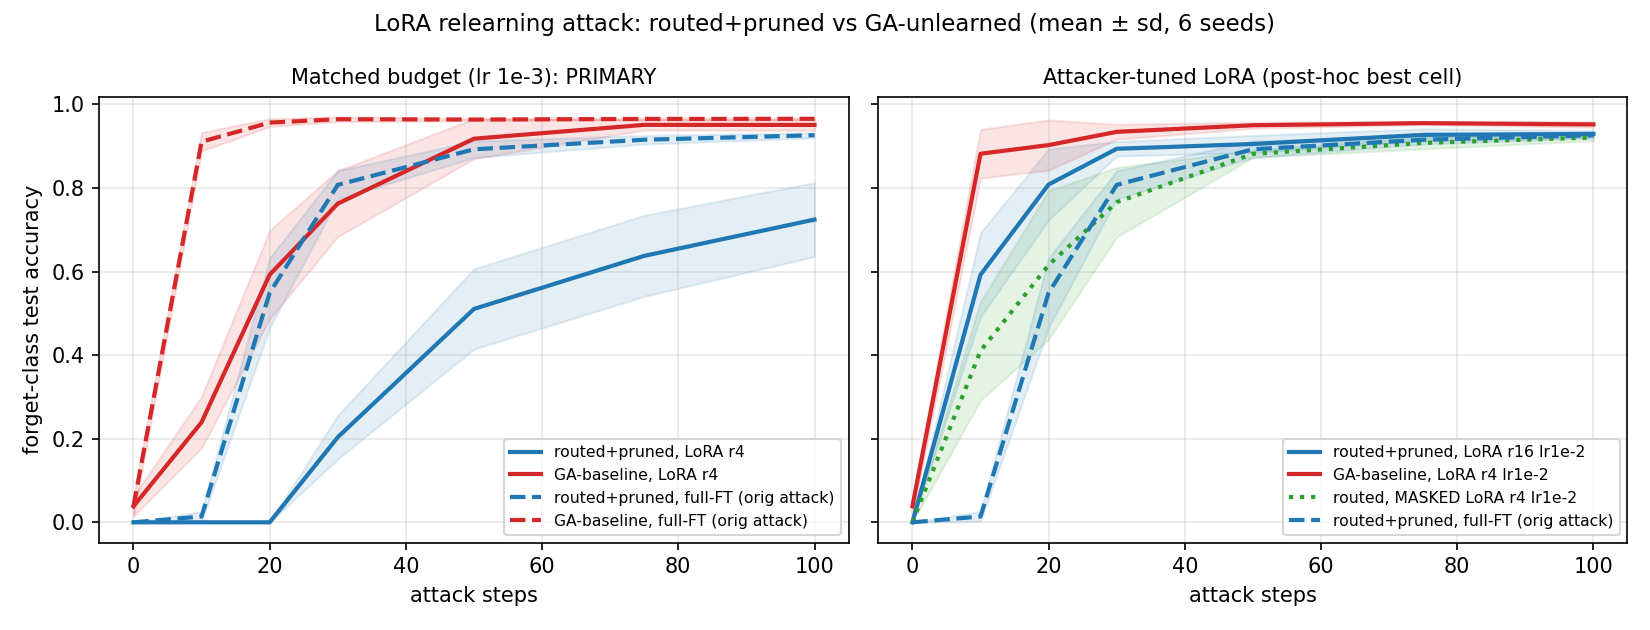 LoRA relearning attack: routed+pruned vs GA-unlearned (mean ± sd, 6 seeds)
Matched budget (lr 1e-3): PRIMARY
forget-class test accuracy
1.0
0.8
0.6
0.4
0.2
0.0
routed+pruned, LoRA r4
GA-baseline, LoRA r4
routed+pruned, full-FT (orig attack)
GA-baseline, full-FT (orig attack)
0 20 40 60 80 100
attack steps
Attacker-tuned LoRA (post-hoc best cell)
routed+pruned, LoRA r16 lr1e-2
GA-baseline, LoRA r4 lr1e-2
routed, MASKED LoRA r4 lr1e-2
routed+pruned, full-FT (orig attack)
0 20 40 60 80 100
attack steps